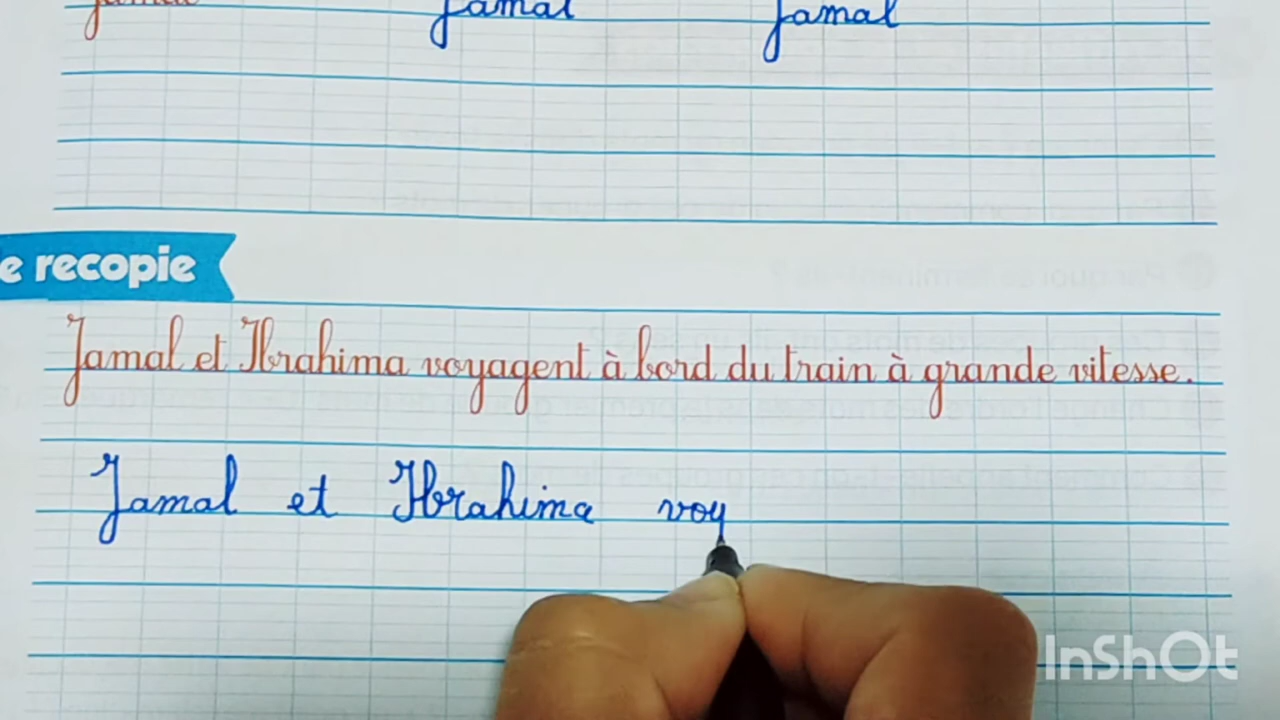 Jamal Jamal
e recopie
Jamal et Ibrahima voyagent à bord du train à grande vitesse.
Jamal et Ibrahima voy
InShOt